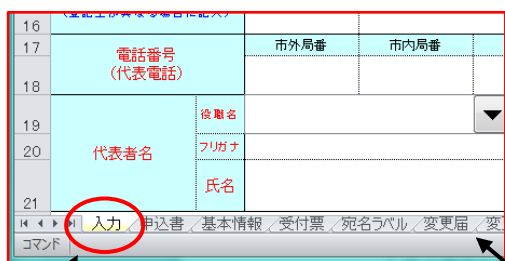 16
17 電話番号 市外局番 市内局番
(代表電話)
18
19 役職名
20 代表者名 フリガナ
21 氏名
入力 申込書 基本情報 受付票 宛名ラベル 変更届
コマンド